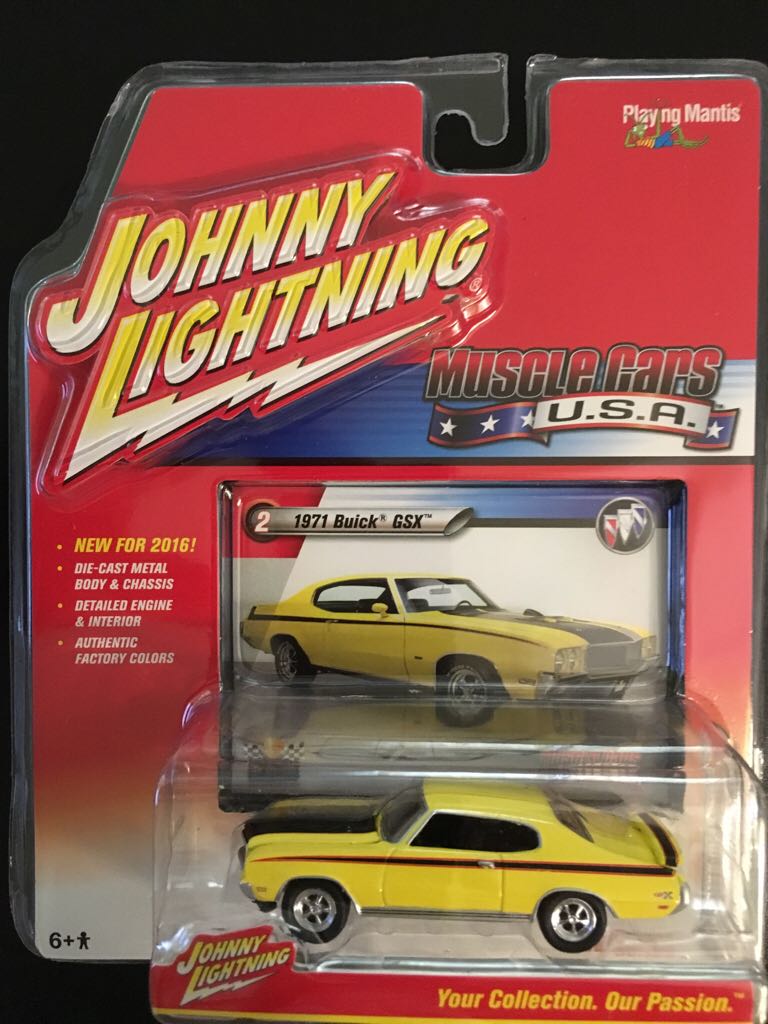 Playing Mantis
JOHNNY
LIGHTNING®
Muscle Cars
U.S.A.
2 1971 Buick® GSX™
• NEW FOR 2016!
• DIE-CAST METAL
BODY & CHASSIS
• DETAILED ENGINE
& INTERIOR
• AUTHENTIC
FACTORY COLORS
6+
JOHNNY
LIGHTNING
Your Collection. Our Passion.™